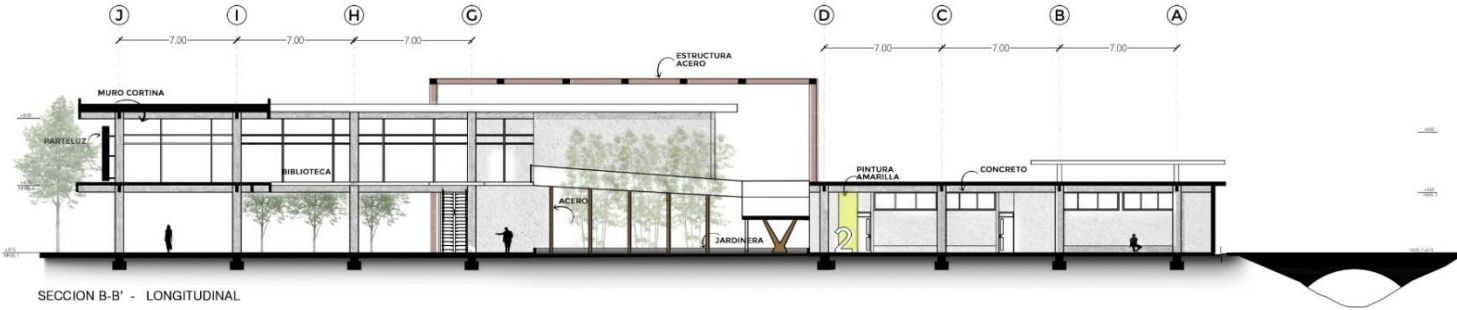 J I H G D C B A
7.00 7.00 7.00 7.00 7.00 7.00
ESTRUCTURA
ACERO
MURO CORTINA
PARTELUZ
BIBLIOTECA
PINTURA
AMARILLA
CONCRETO
ACERO
2
JARDINERA
SECCION B-B' - LONGITUDINAL